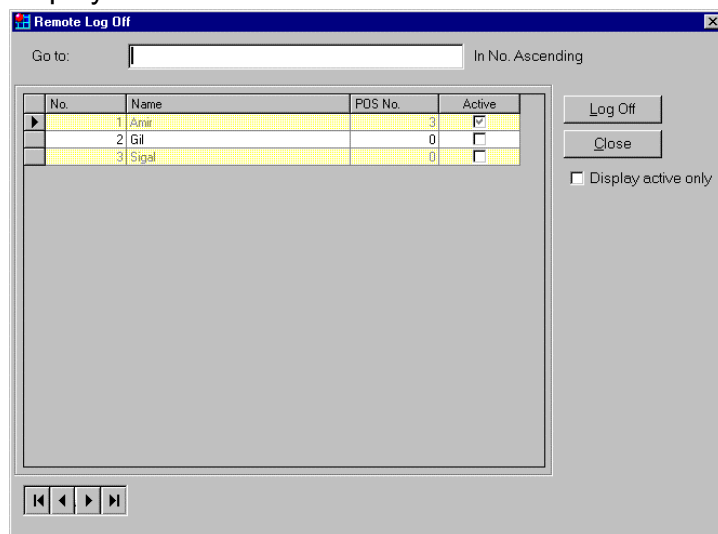 Remote Log Off
Go to: In No. Ascending
No. Name POS No. Active
1 Amir 3
2 Gil 0
3 Sigal 0
Log Off
Close
Display active only